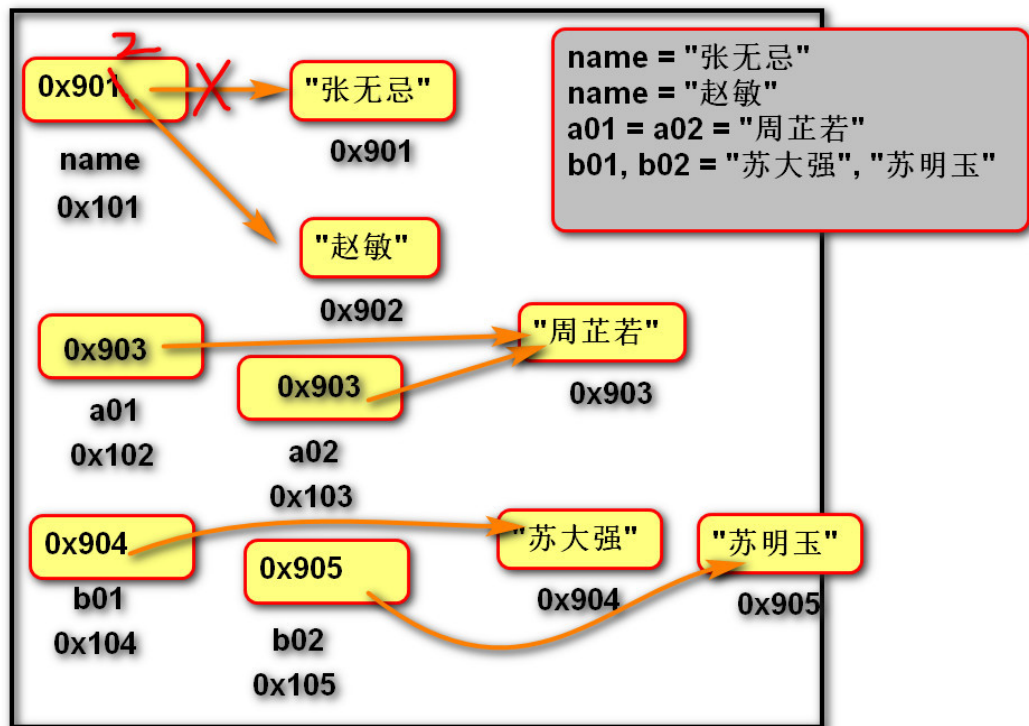 name = "张无忌"
name = "赵敏"
a01 = a02 = "周芷若"
b01, b02 = "苏大强", "苏明玉"
2
0x901
X
"张无忌"
name
0x901
0x101
"赵敏"
0x902
0x903
"周芷若"
0x903
a01
0x903
0x102
a02
0x103
0x904
"苏大强"
"苏明玉"
0x905
b01
0x904
0x905
0x104
b02
0x105